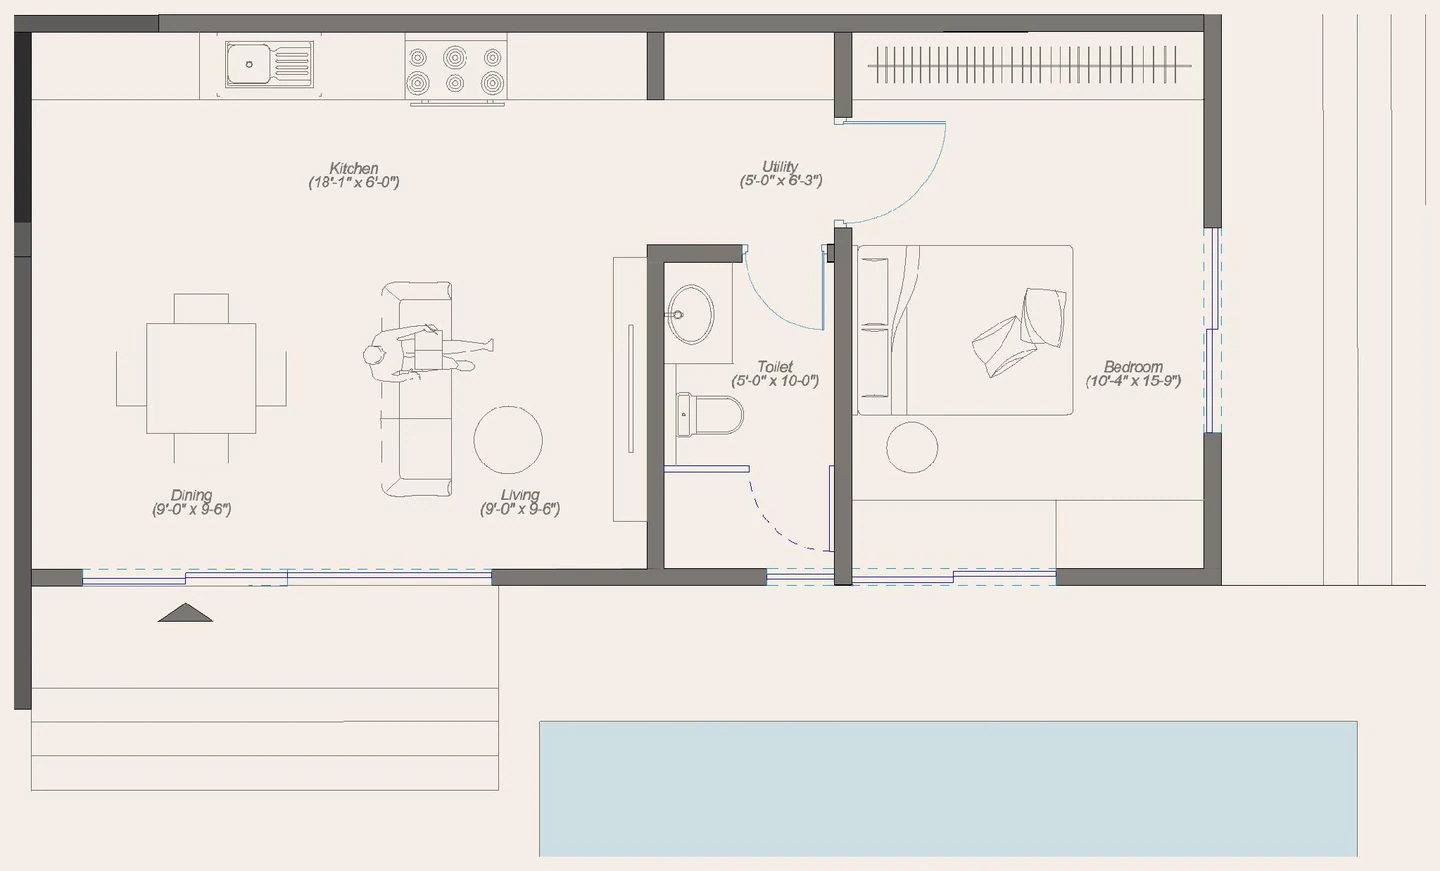 Kitchen
(18'-1" x 6'-0")
Utility
(5'-0" x 6'-3")
Toilet
(5'-0" x 10-0")
Bedroom
(10'-4" x 15-9")
Dining
(9'-0" x 9-6")
Living
(9'-0" x 9-6")